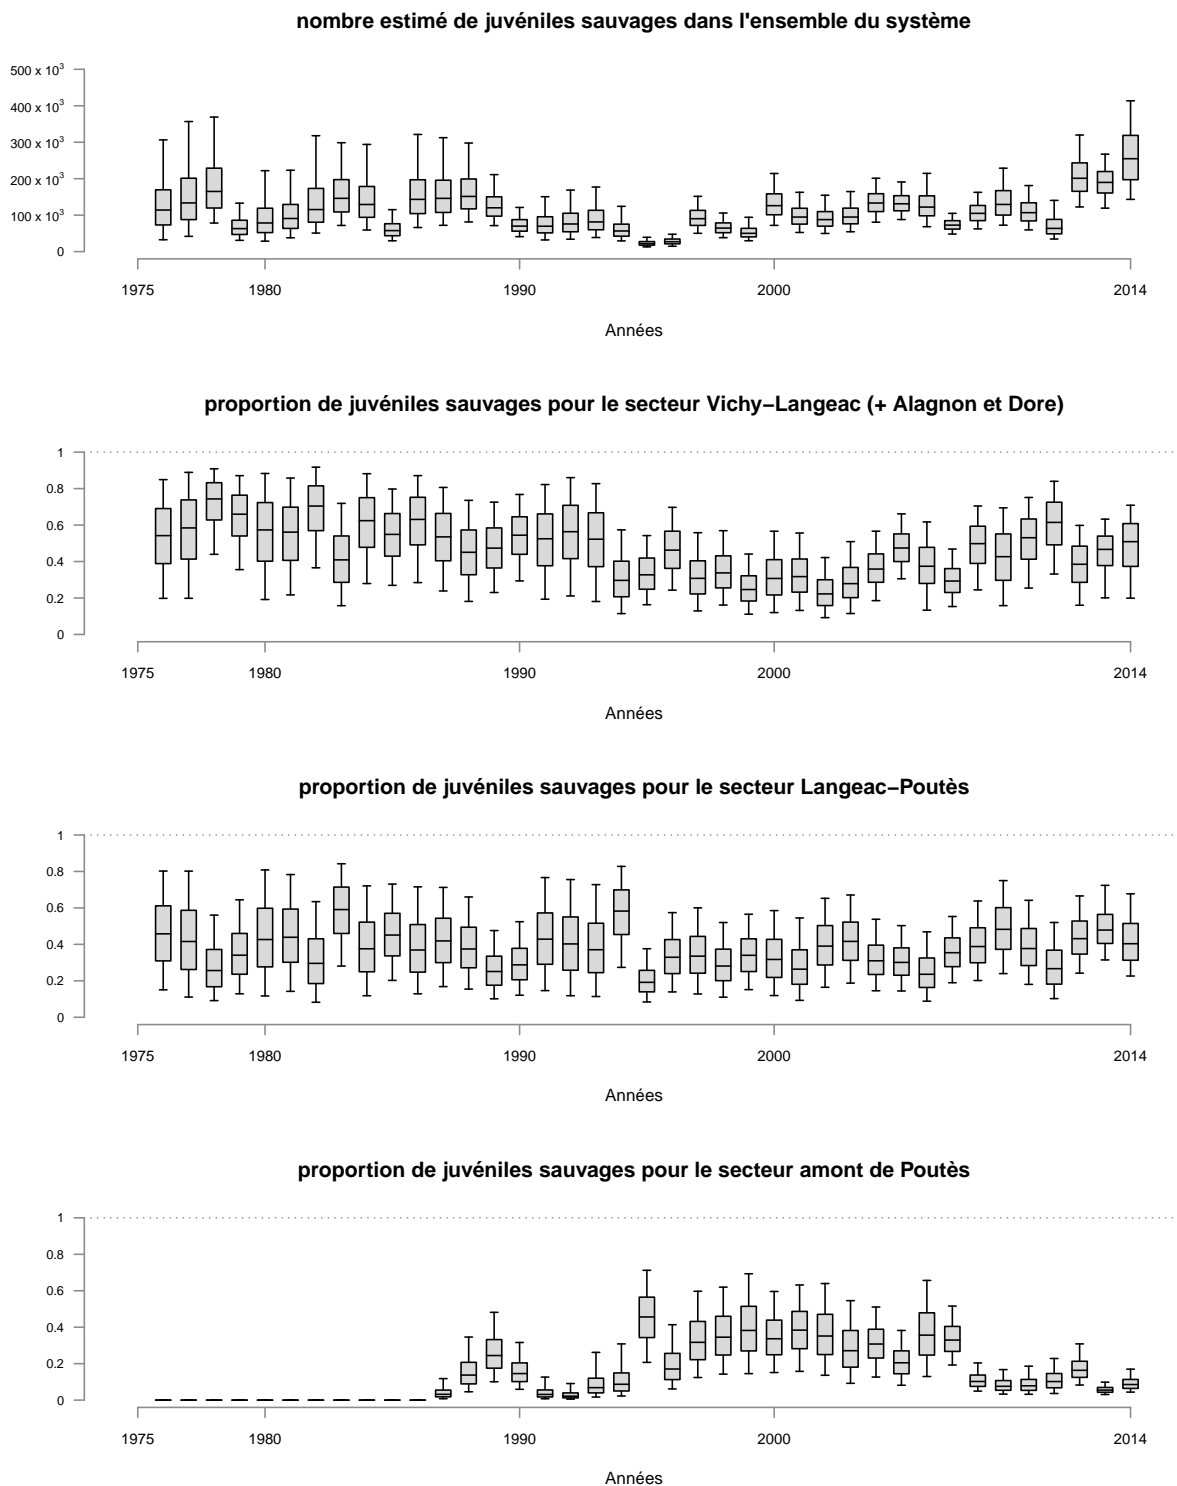 nombre estimé de juvéniles sauvages dans l'ensemble du système
500 x 10³
400 x 10³
300 x 10³
200 x 10³
100 x 10³
0
1975 1980 1990 2000 2014
Années
proportion de juvéniles sauvages pour le secteur Vichy−Langeac (+ Alagnon et Dore)
1
0.8
0.6
0.4
0.2
0
1975 1980 1990 2000 2014
Années
proportion de juvéniles sauvages pour le secteur Langeac−Poutès
1
0.8
0.6
0.4
0.2
0
1975 1980 1990 2000 2014
Années
proportion de juvéniles sauvages pour le secteur amont de Poutès
1
0.8
0.6
0.4
0.2
0
1975 1980 1990 2000 2014
Années